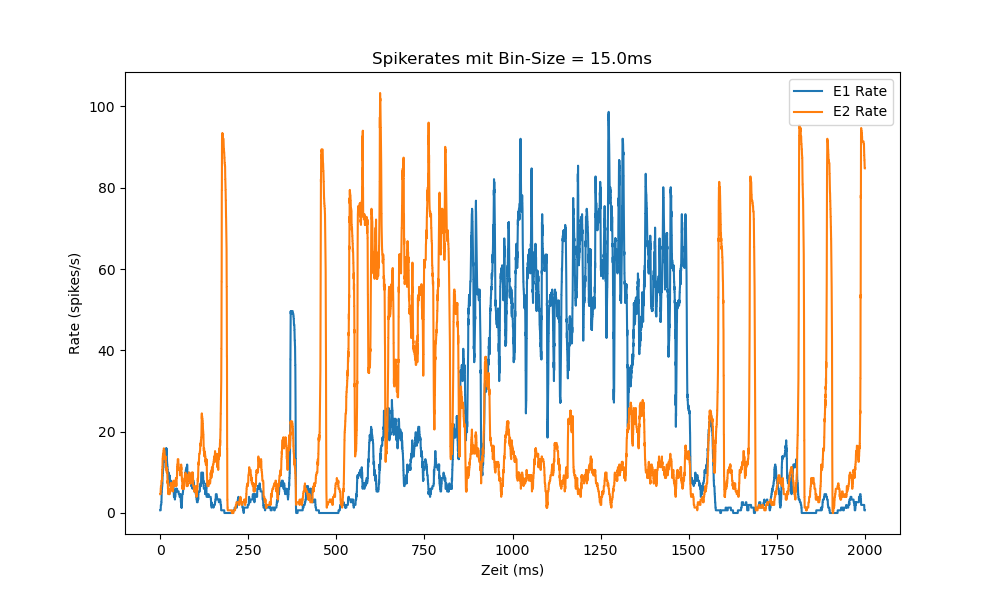 Spikerates mit Bin-Size = 15.0ms
E1 Rate
E2 Rate
Rate (spikes/s)
100
80
60
40
20
0
0 250 500 750 1000 1250 1500 1750 2000
Zeit (ms)